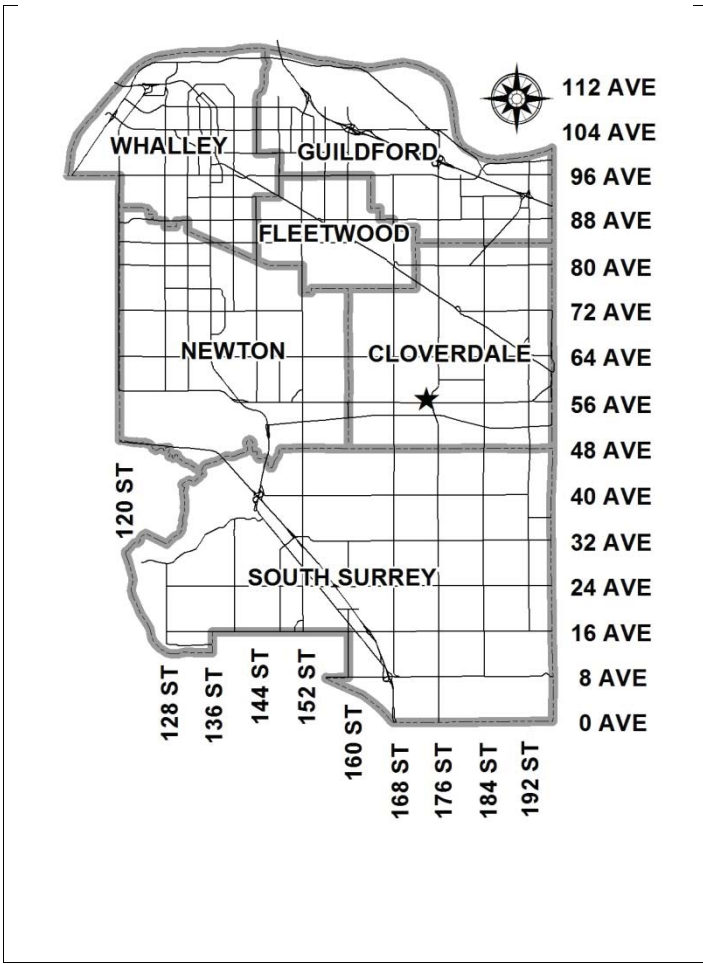 112 AVE
104 AVE
WHALLEY
GUILDFORD
96 AVE
88 AVE
FLEETWOOD
80 AVE
72 AVE
NEWTON
CLOVERDALE
64 AVE
56 AVE
48 AVE
120 ST
40 AVE
32 AVE
SOUTH SURREY
24 AVE
16 AVE
8 AVE
0 AVE
128 ST
136 ST
144 ST
152 ST
160 ST
168 ST
176 ST
184 ST
192 ST